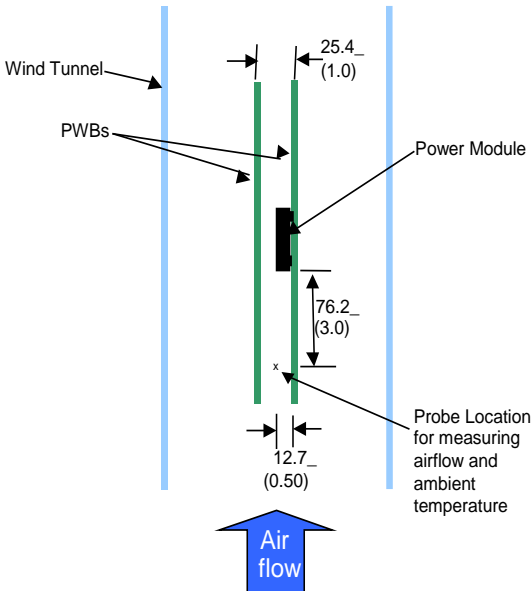 25.4_
(1.0)
Wind Tunnel
PWBs
Power Module
76.2_
(3.0)
x
Probe Location
for measuring
airflow and
ambient
temperature
12.7_
(0.50)
Air
flow